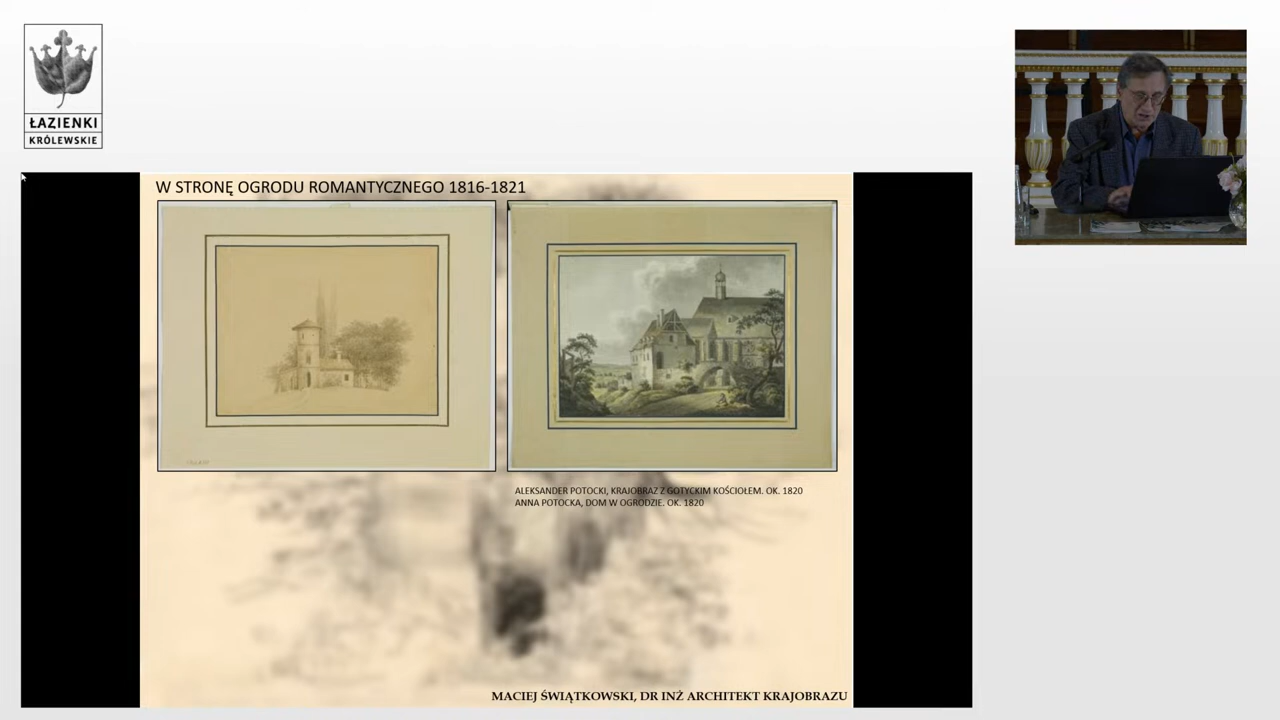 ŁAZIENKI
KRÓLEWSKIE
W STRONĘ OGRODU ROMANTYCZNEGO 1816-1821
ALEKSANDER POTOCKI, KRAJOBRAZ Z GOTYCKIM KOŚCIOŁEM. OK. 1820
ANNA POTOCKA, DOM W OGRODZIE. OK. 1820
MACIEJ ŚWIĄTKOWSKI, DR INŻ ARCHITEKT KRAJOBRAZU